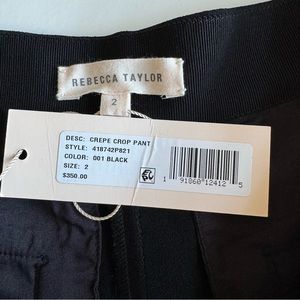 REBECCA TAYLOR
2
DESC: CREPE CROP PANT
STYLE: 418742P821
COLOR: 001 BLACK
SIZE: 2
$350.00
1 91860 12412 5